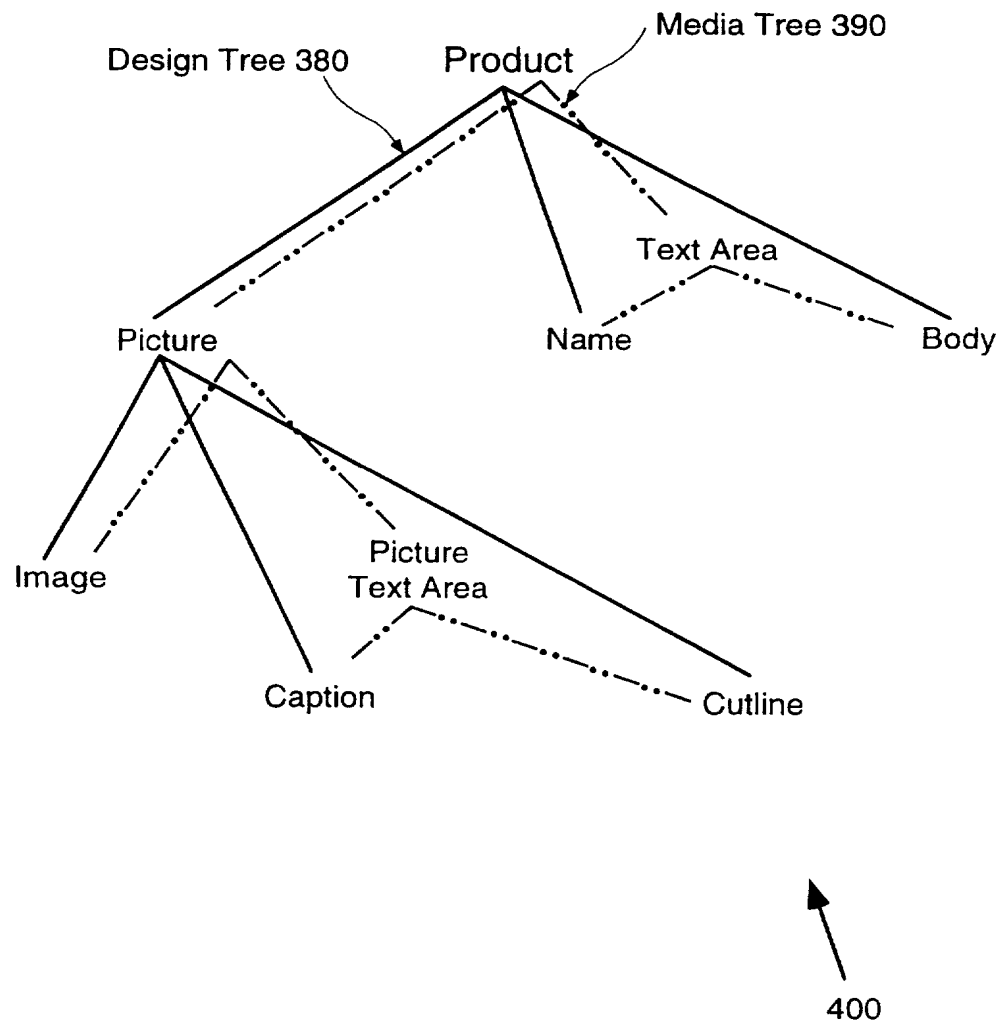 Media Tree 390
Design Tree 380
Product
Text Area
Picture
Name
Body
Image
Picture
Text Area
Caption
Cutline
400